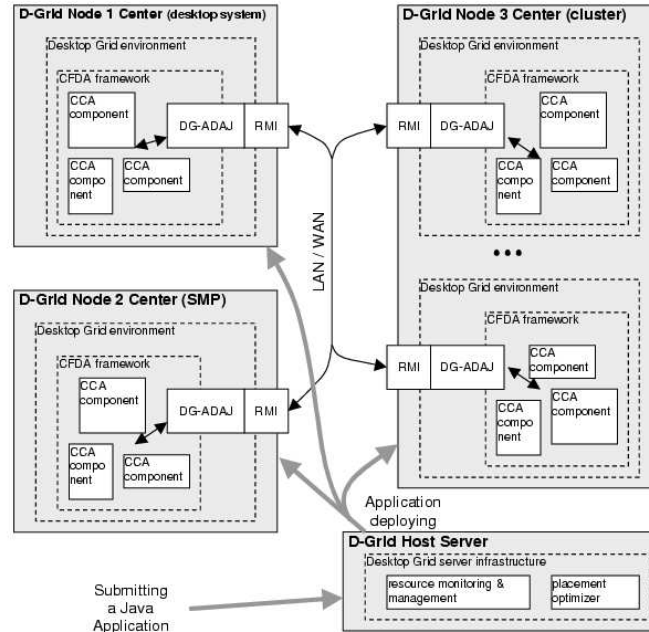 D-Grid Node 1 Center (desktop system)
Desktop Grid environment
CFDA framework
CCA
component
DG-ADAJ
RMI
CCA
compo
nent
CCA
component
D-Grid Node 2 Center (SMP)
Desktop Grid environment
CFDA framework
CCA
component
DG-ADAJ
RMI
CCA
compo
nent
CCA
component
LAN / WAN
D-Grid Node 3 Center (cluster)
Desktop Grid environment
CFDA framework
CCA
component
RMI
DG-ADAJ
CCA
compo
nent
CCA
component
•••
Desktop Grid environment
CFDA framework
CCA
component
RMI
DG-ADAJ
CCA
compo
nent
CCA
component
Application
deploying
D-Grid Host Server
Desktop Grid server infrastructure
resource monitoring &
management
placement
optimizer
Submitting
a Java
Application